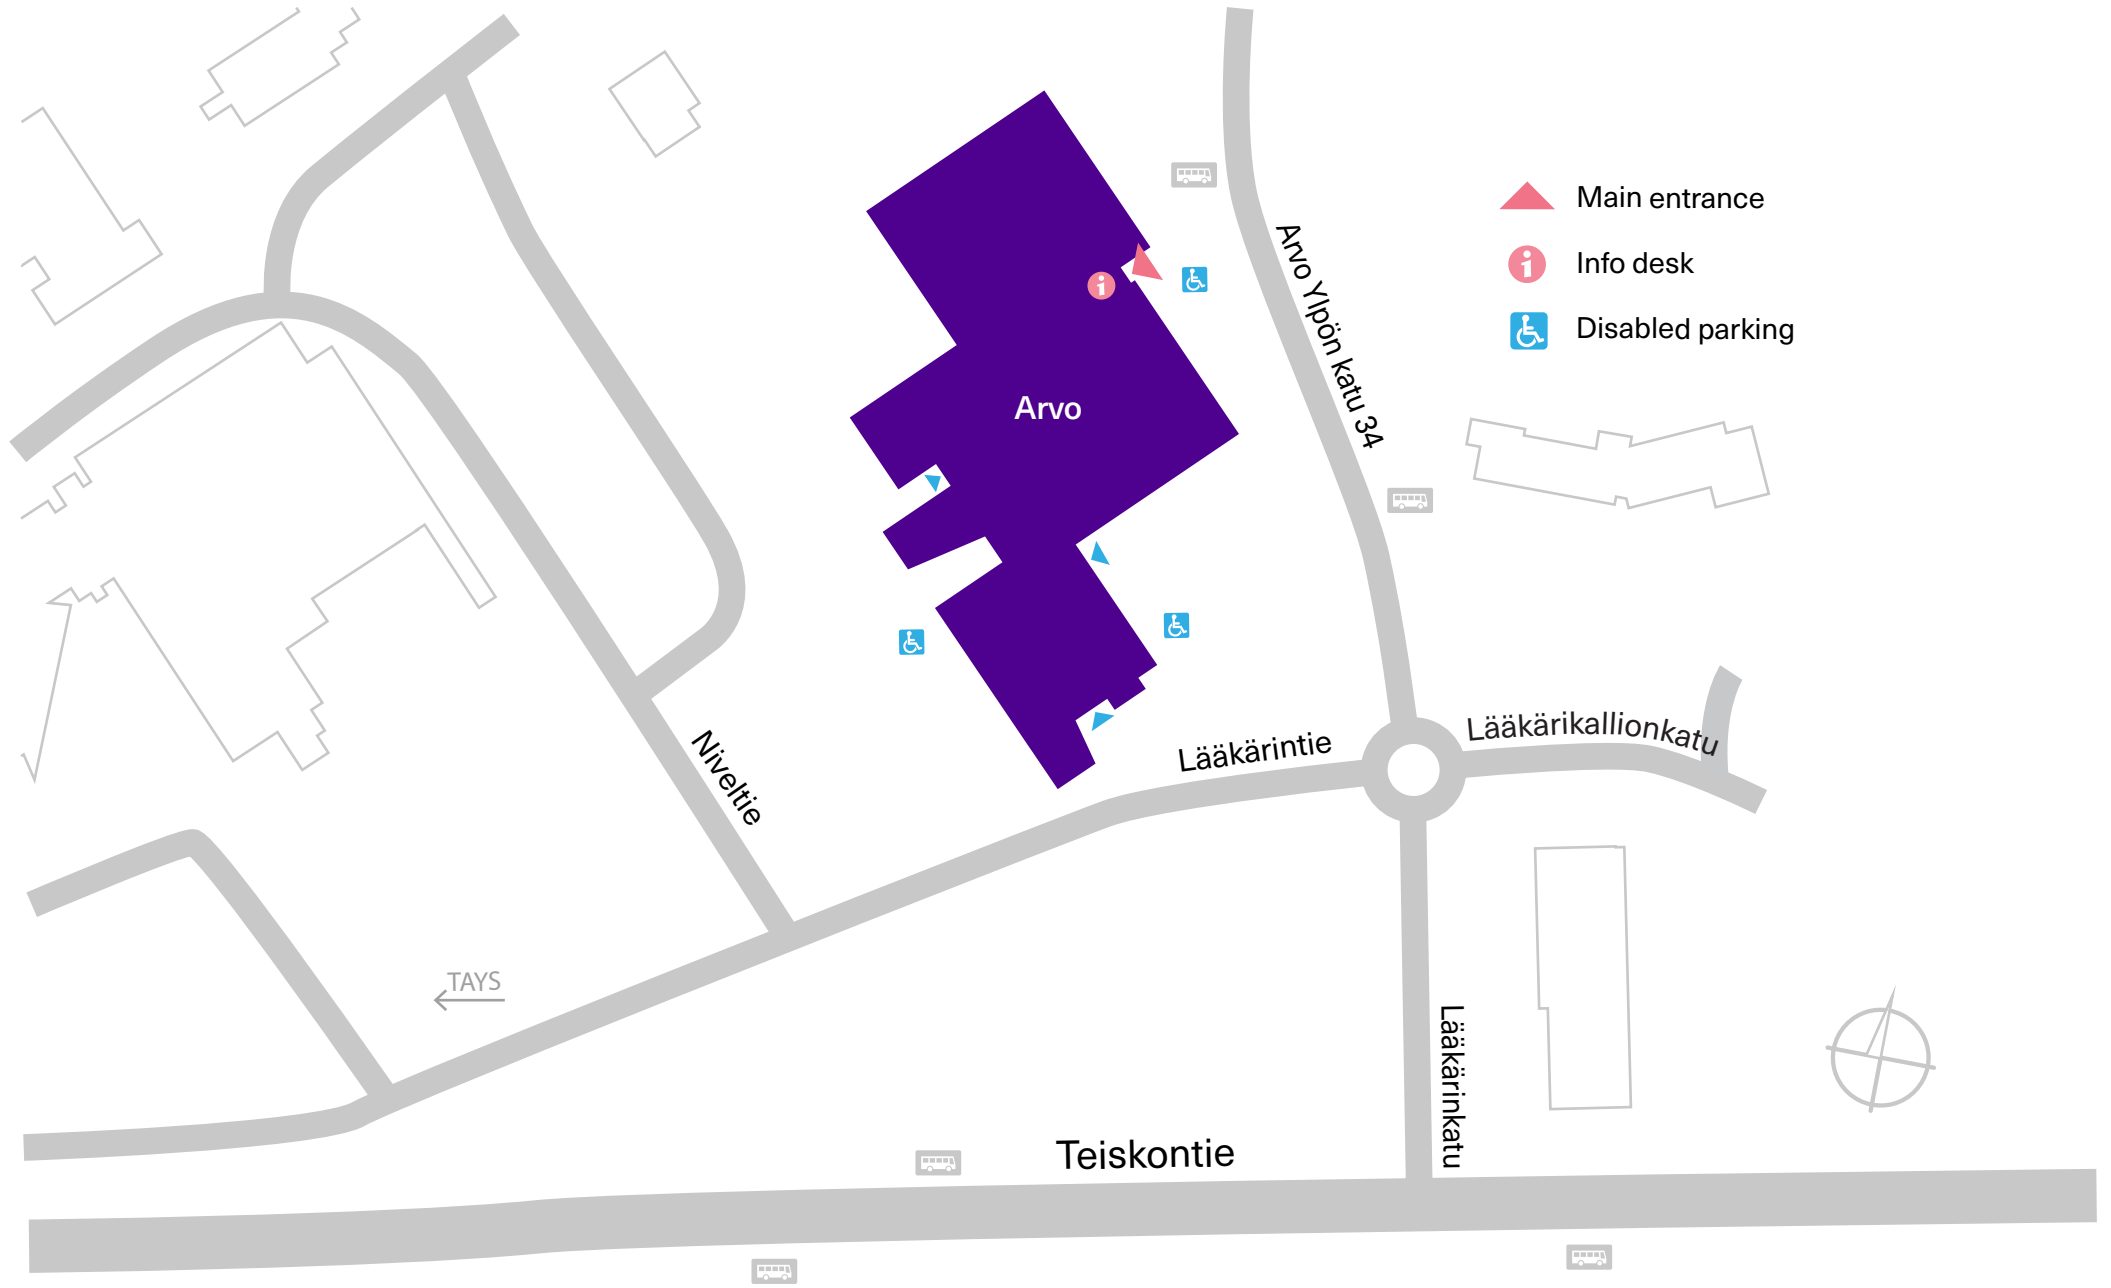 Main entrance
Info desk
Disabled parking
Arvo Ylpön katu 34
Arvo
Niveltie
Lääkärintie
Lääkärikallionkatu
TAYS
Lääkärinkatu
Teiskontie